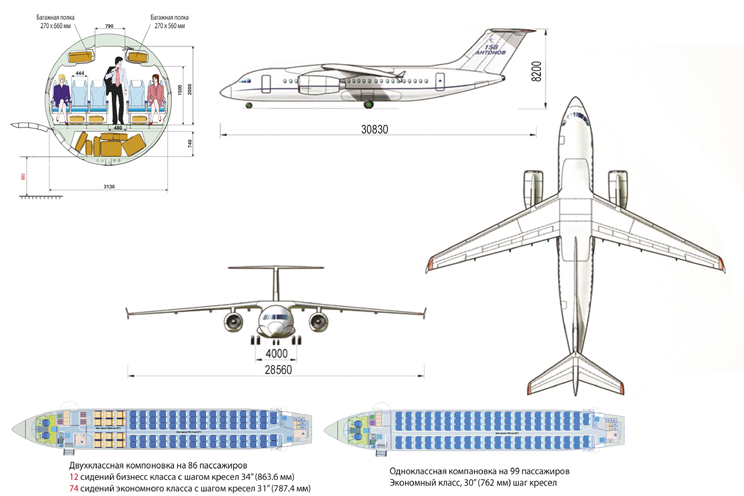 Багажная полка
270 x 660 мм
Багажная полка
270 x 560 мм
790
444
1500
2000
480
740
3130
158
АНТОНОВ
8200
30830
4000
28560
Двухклассная компоновка на 86 пассажиров
12 сидений бизнесс класса с шагом кресел 34” (863.6 мм)
74 сидений экономного класса с шагом кресел 31” (787.4 мм)
Одноклассная компановка на 99 пассажиров
Экономный класс, 30” (762 мм) шаг кресел